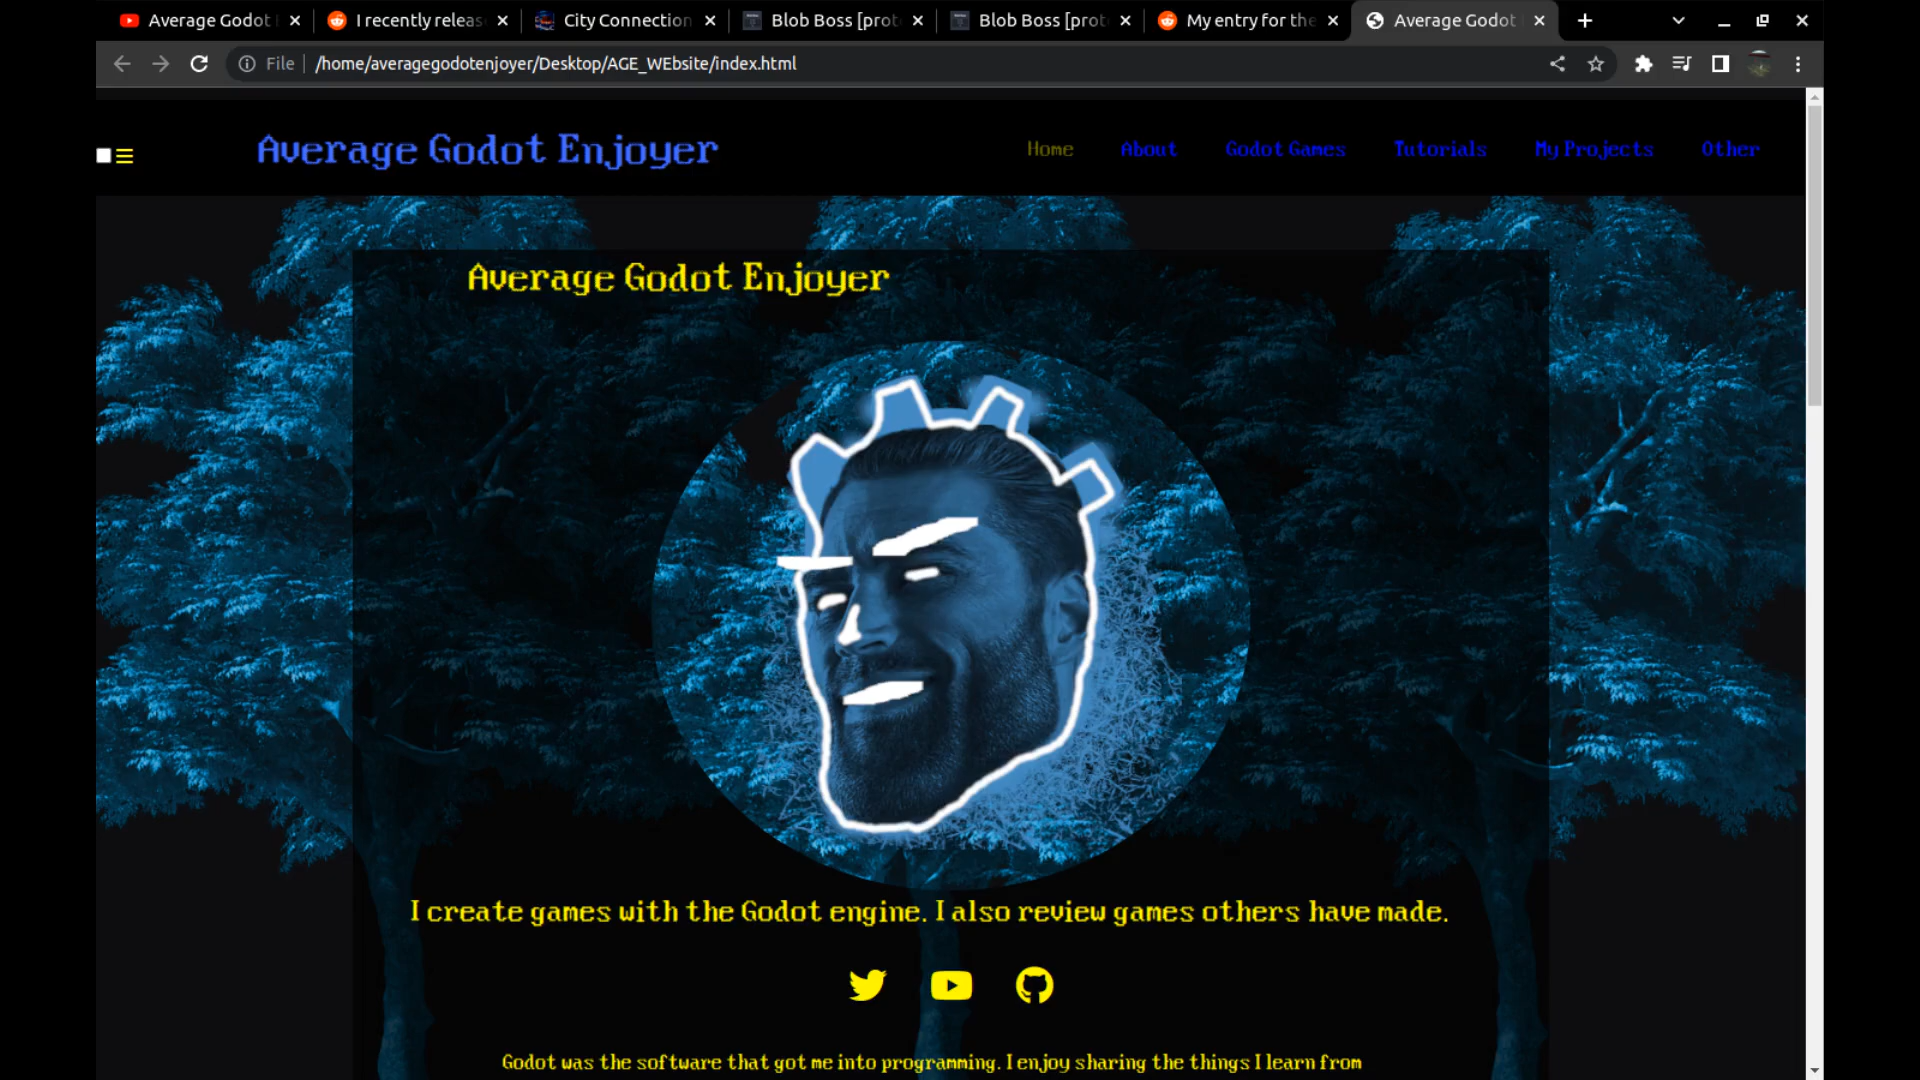 Average Godot
I recently releas
City Connection
Blob Boss [prot
Blob Boss [prot
My entry for the
Average Godot
File
/home/averagegodotenjoyer/Desktop/AGE_WEbsite/index.html
Average Godot Enjoyer
Home
About
Godot Games
Tutorials
My Projects
Other
Average Godot Enjoyer
I create games with the Godot engine. I also review games others have made.
Godot was the software that got me into programming. I enjoy sharing the things I learn from